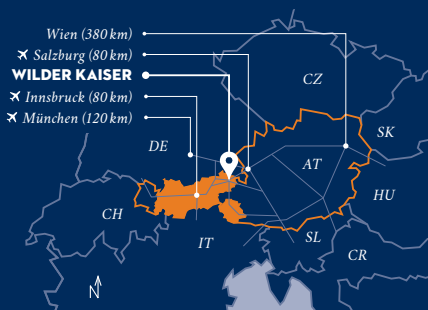 Wien (380 km)
Salzburg (80 km)
WILDER KAISER
Innsbruck (80 km)
München (120 km)
CZ
SK
DE
AT
HU
CH
IT
SL
CR
N